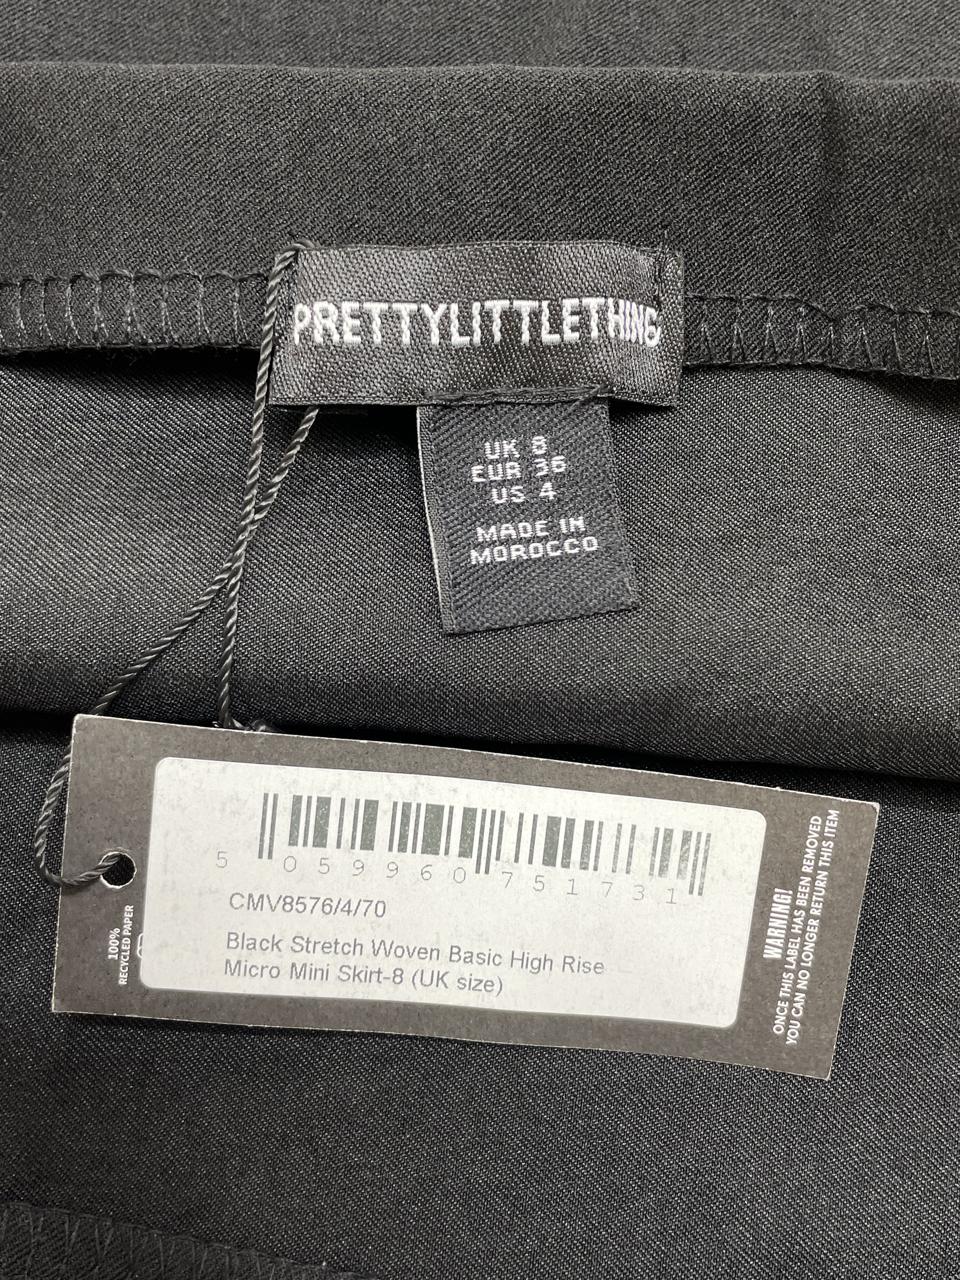 PRETTYLITTLETHING
UK 8
EUR 36
US 4
MADE IN
MOROCCO
5 059960 751731
CMV8576/4/70
Black Stretch Woven Basic High Rise
Micro Mini Skirt-8 (UK size)
100%
RECYCLED PAPER
WARNING!
ONCE THIS LABEL HAS BEEN REMOVED
YOU CAN NO LONGER RETURN THIS ITEM